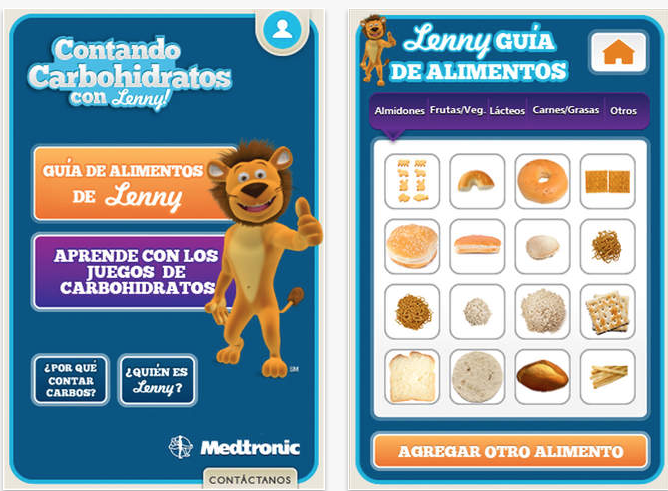 Contando
Carbohidratos
con Lenny!
GUÍA DE ALIMENTOS
DE Lenny
APRENDE CON LOS
JUEGOS DE
CARBOHIDRATOS
¿POR QUÉ
CONTAR
CARBOS?
¿QUIÉN ES
Lenny?
SM
Medtronic
CONTÁCTANOS
Lenny GUÍA
DE ALIMENTOS
Almidones Frutas/Veg. Lácteos Carnes/Grasas Otros
AGREGAR OTRO ALIMENTO